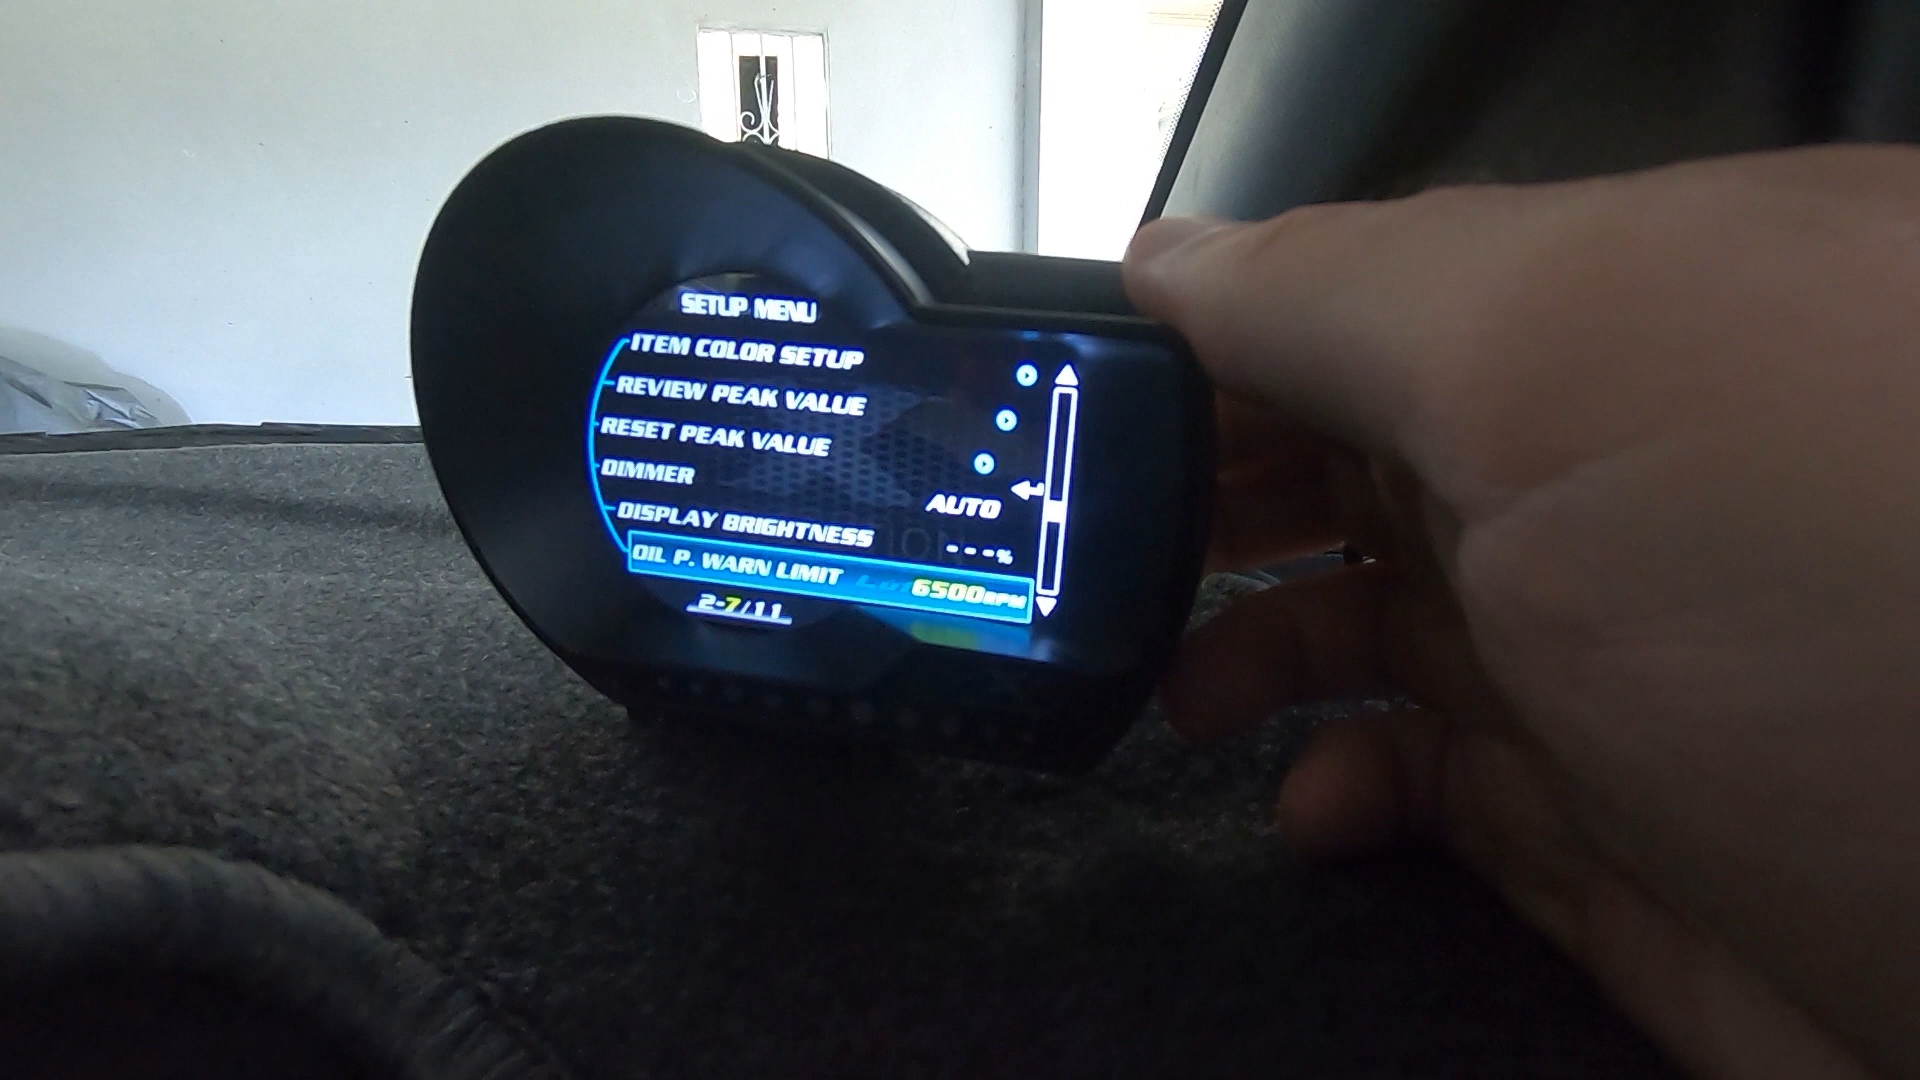 SETUP MENU
ITEM COLOR SETUP
REVIEW PEAK VALUE
RESET PEAK VALUE
DIMMER AUTO
DISPLAY BRIGHTNESS ---%
OIL P. WARN LIMIT 6500RPM
2-7/11